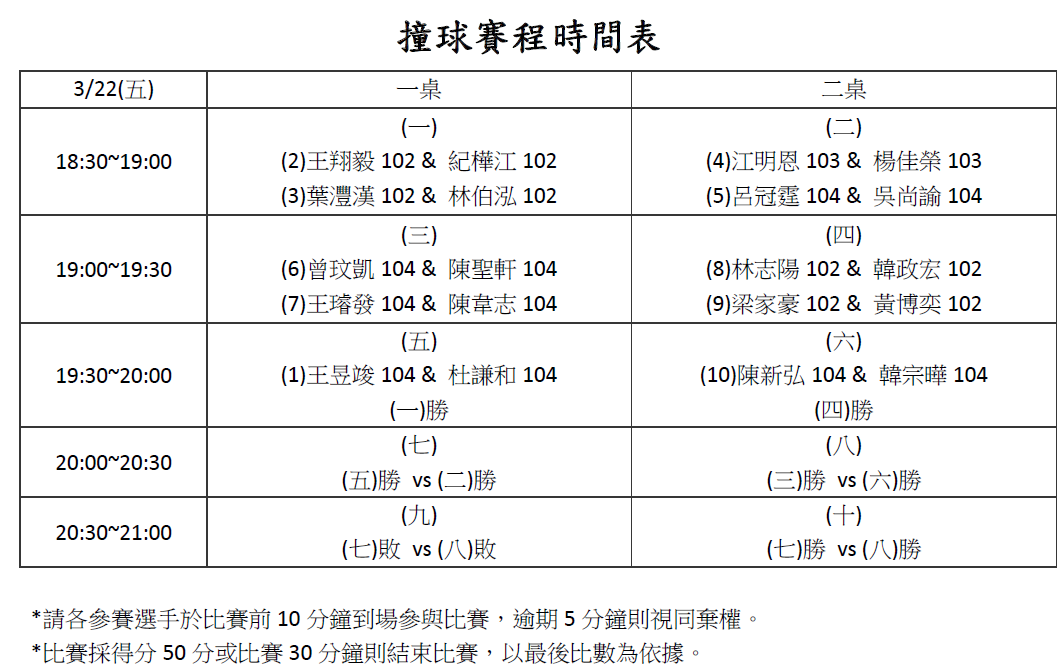 撞球賽程時間表
3/22(五) 一桌 二桌
(一) (二)
18:30~19:00 (2)王翔毅 102 & 紀樺江 102 (4)江明恩 103 & 楊佳榮 103
(3)葉灃漢 102 & 林伯泓 102 (5)呂冠霆 104 & 吳尚諭 104
(三) (四)
19:00~19:30 (6)曾玟凱 104 & 陳聖軒 104 (8)林志陽 102 & 韓政宏 102
(7)王璿發 104 & 陳韋志 104 (9)梁家豪 102 & 黃博奕 102
(五) (六)
19:30~20:00 (1)王昱竣 104 & 杜謙和 104 (10)陳新弘 104 & 韓宗曄 104
(一)勝 (四)勝
(七) (八)
20:00~20:30 (五)勝 vs (二)勝 (三)勝 vs (六)勝
(九) (十)
20:30~21:00 (七)敗 vs (八)敗 (七)勝 vs (八)勝
*請各參賽選手於比賽前 10 分鐘到場參與比賽，逾期 5 分鐘則視同棄權。
*比賽採得分 50 分或比賽 30 分鐘則結束比賽，以最後比數為依據。